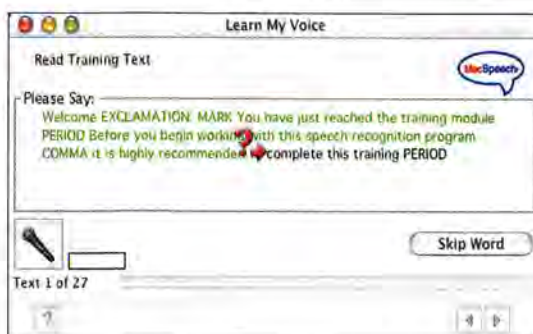 Learn My Voice
Read Training Text
MacSpeech
Please Say:
Welcome EXCLAMATION MARK You have just reached the training module
PERIOD Before you begin working with this speech recognition program
COMMA it is highly recommended complete this training PERIOD
Skip Word
Text 1 of 27
?